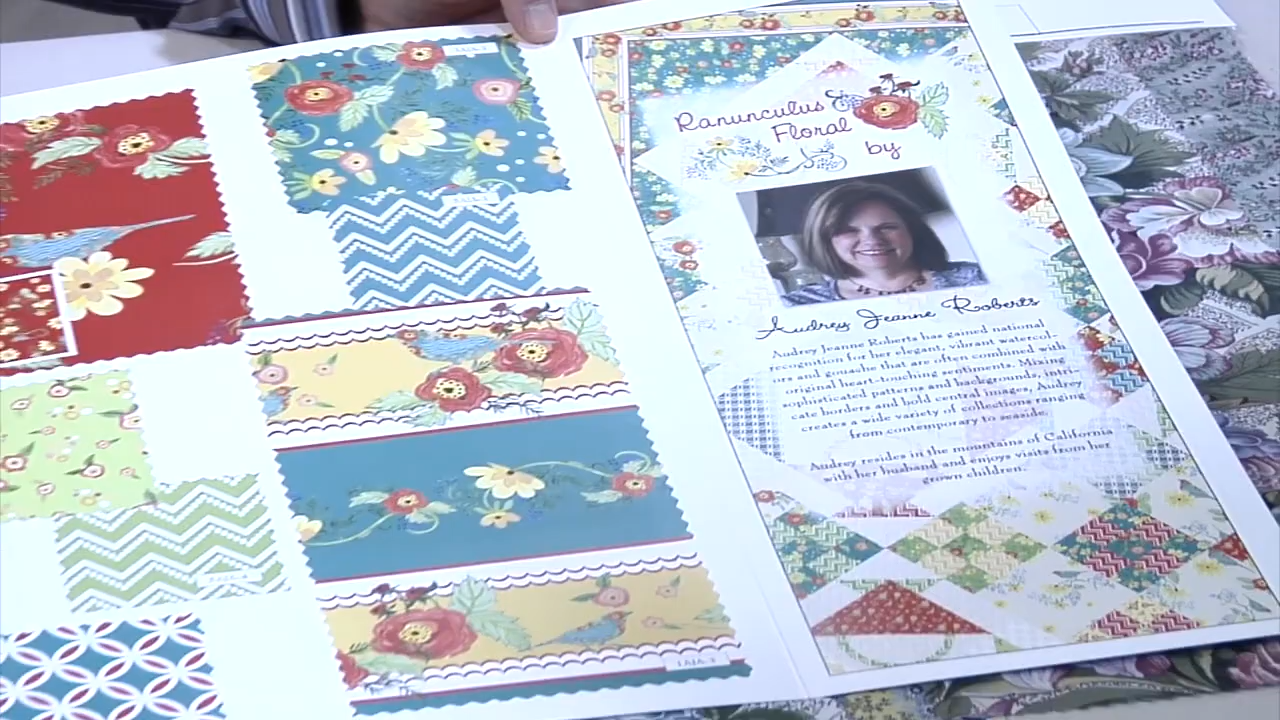 Ranunculus
Floral
by
Audrey Jeanne Roberts
Audrey Jeanne Roberts has gained national
recognition for her elegant, vibrant watercol-
ors and gouache that are often combined with
original heart-touching sentiments. Mixing
sophisticated patterns and backgrounds, intri-
cate borders and bold central images, Audrey
creates a wide variety of collections ranging
from contemporary to seaside.
Audrey resides in the mountains of California
with her husband and enjoys visits from her
grown children.